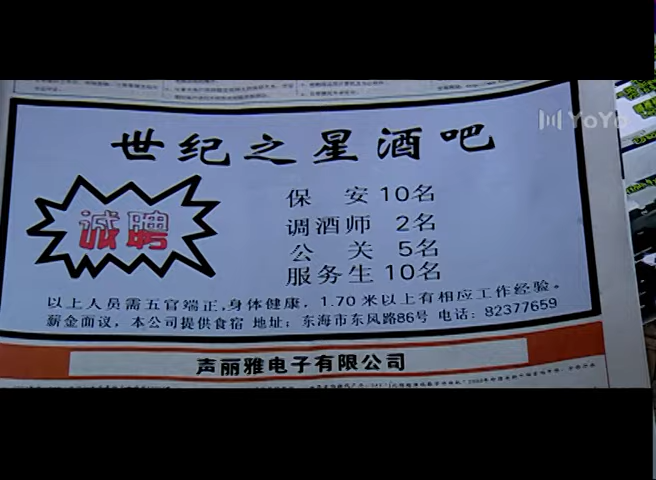 世纪之星酒吧
诚聘
保 安 10名
调酒师 2名
公 关 5名
服务生 10名
以上人员需五官端正,身体健康，1.70 米以上有相应工作经验。
薪金面议，本公司提供食宿 地址：东海市东风路86号 电话：82377659
声丽雅电子有限公司
YoYo